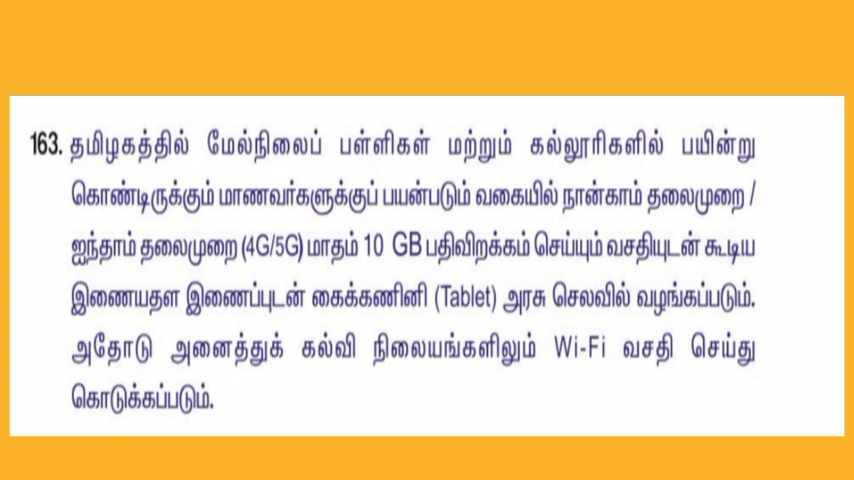 163. தமிழகத்தில் மேல்நிலைப் பள்ளிகள் மற்றும் கல்லூரிகளில் பயின்று
கொண்டிருக்கும் மாணவர்களுக்குப் பயன்படும் வகையில் நான்காம் தலைமுறை /
ஐந்தாம் தலைமுறை (4G/5G) மாதம் 10 GB பதிவிறக்கம் செய்யும் வசதியுடன் கூடிய
இணையதள இணைப்புடன் கைக்கணினி (Tablet) அரசு செலவில் வழங்கப்படும்.
அதோடு அனைத்துக் கல்வி நிலையங்களிலும் Wi-Fi வசதி செய்து
கொடுக்கப்படும்.